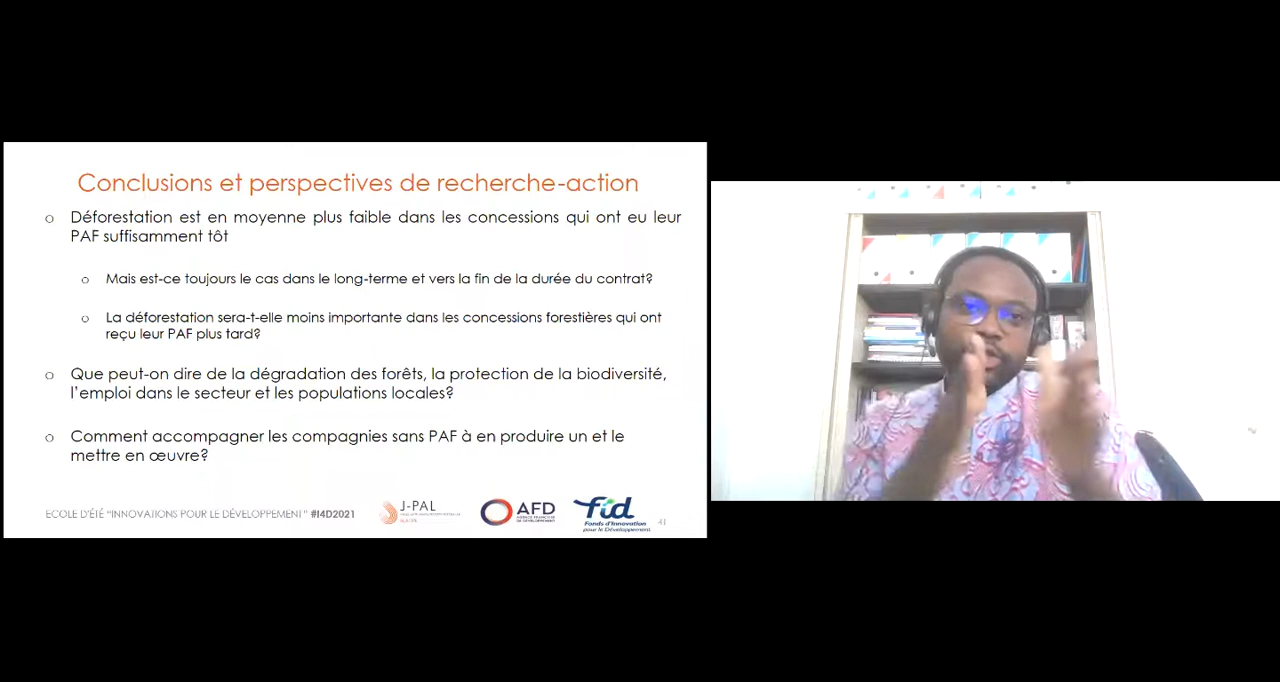 Conclusions et perspectives de recherche-action
o Déforestation est en moyenne plus faible dans les concessions qui ont eu leur
PAF suffisamment tôt
o Mais est-ce toujours le cas dans le long-terme et vers la fin de la durée du contrat?
o La déforestation sera-t-elle moins importante dans les concessions forestières qui ont
reçu leur PAF plus tard?
o Que peut-on dire de la dégradation des forêts, la protection de la biodiversité,
l'emploi dans le secteur et les populations locales?
o Comment accompagner les compagnies sans PAF à en produire un et le
mettre en œuvre?
ECOLE D'ÉTÉ "INNOVATIONS POUR LE DÉVELOPPEMENT" #I4D2021
J-PAL
AFD
AGENCE FRANÇAISE
DE DÉVELOPPEMENT
fid
Fonds d'Innovation
pour le Développement
41